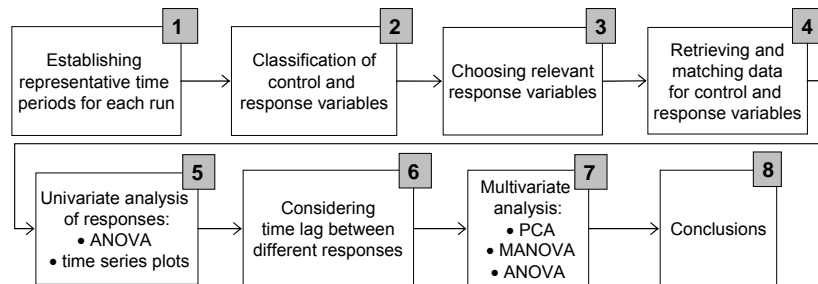 1
Establishing
representative time
periods for each run
2
Classification of
control and
response variables
3
Choosing relevant
response variables
4
Retrieving and
matching data
for control and
response variables
5
Univariate analysis
of responses:
• ANOVA
• time series plots
6
Considering
time lag between
different responses
7
Multivariate
analysis:
• PCA
• MANOVA
• ANOVA
8
Conclusions